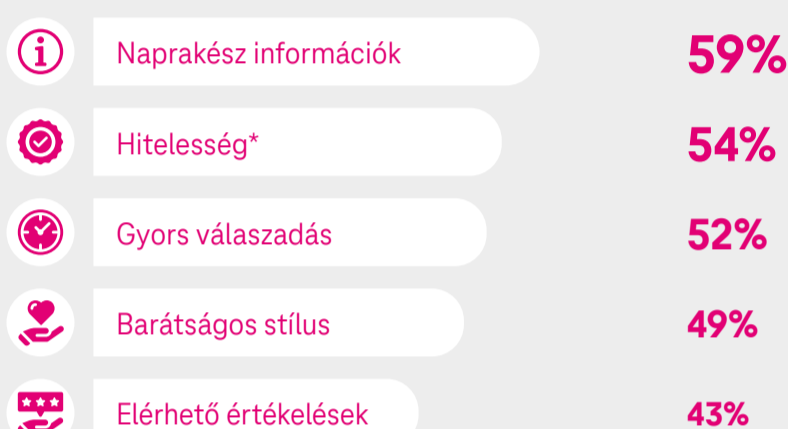 Naprakész információk 59%
Hitelesség* 54%
Gyors válaszadás 52%
Barátságos stílus 49%
Elérhető értékelések 43%